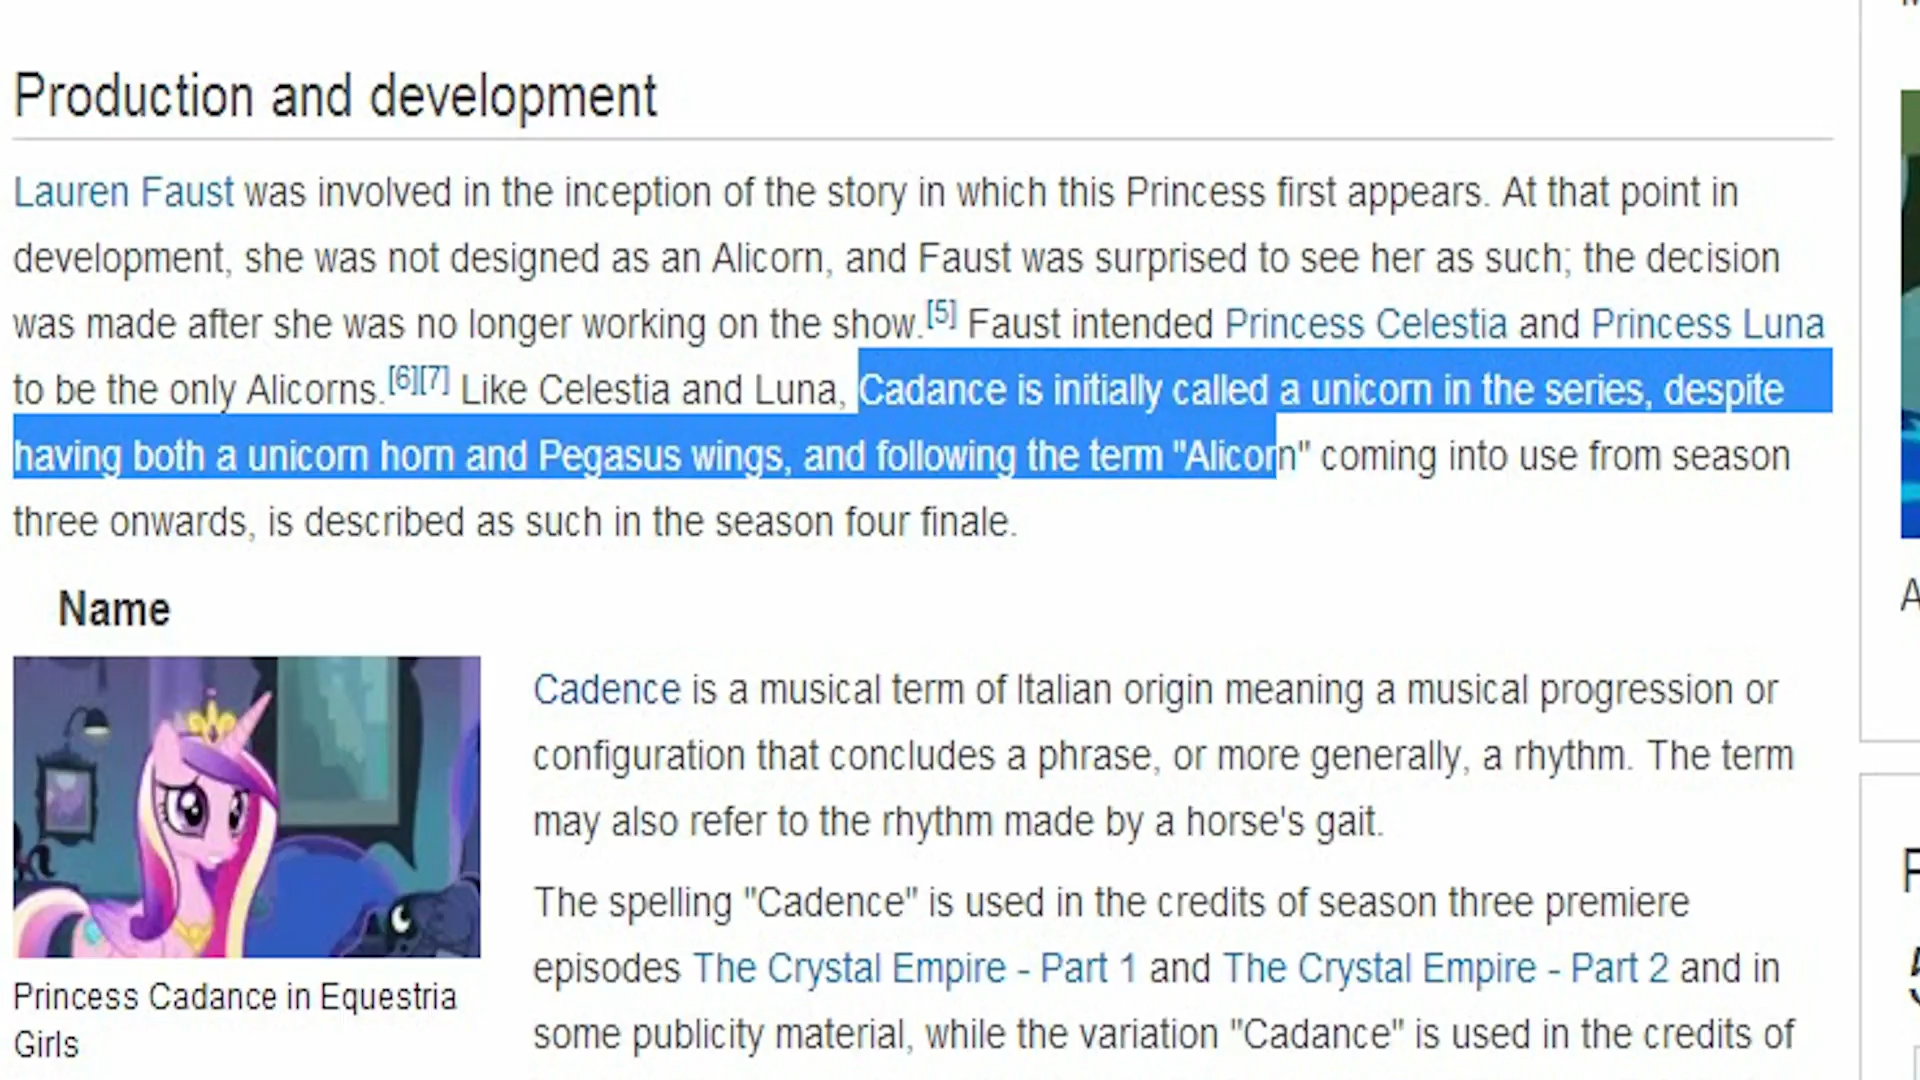 Production and development
Lauren Faust was involved in the inception of the story in which this Princess first appears. At that point in
development, she was not designed as an Alicorn, and Faust was surprised to see her as such; the decision
was made after she was no longer working on the show.[5] Faust intended Princess Celestia and Princess Luna
to be the only Alicorns.[6][7] Like Celestia and Luna, Cadance is initially called a unicorn in the series, despite
having both a unicorn horn and Pegasus wings, and following the term "Alicorn" coming into use from season
three onwards, is described as such in the season four finale.
Name
Cadence is a musical term of Italian origin meaning a musical progression or
configuration that concludes a phrase, or more generally, a rhythm. The term
may also refer to the rhythm made by a horse's gait.
The spelling "Cadence" is used in the credits of season three premiere
episodes The Crystal Empire - Part 1 and The Crystal Empire - Part 2 and in
some publicity material, while the variation "Cadance" is used in the credits of
Princess Cadance in Equestria
Girls